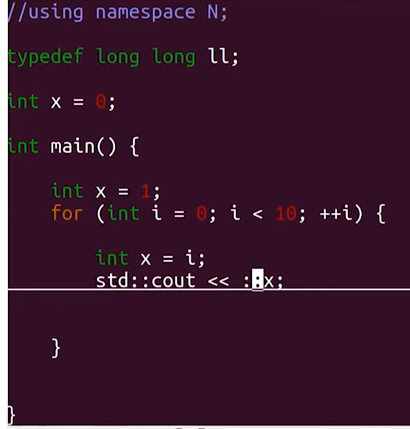 //using namespace N;
typedef long long ll;
int x = 0;
int main() {
int x = 1;
for (int i = 0; i < 10; ++i) {
int x = i;
std::cout << ::x;
}
}